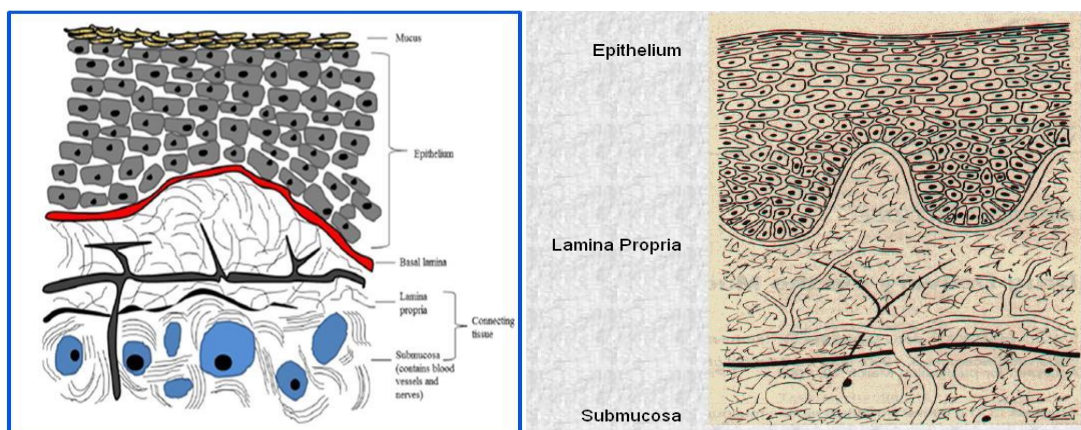 Mucus
Epithelium
Basal lamina
Lamina
propria
Connecting
tissue
Submucosa
(contains blood
vessels and
nerves)
Epithelium
Lamina Propria
Submucosa